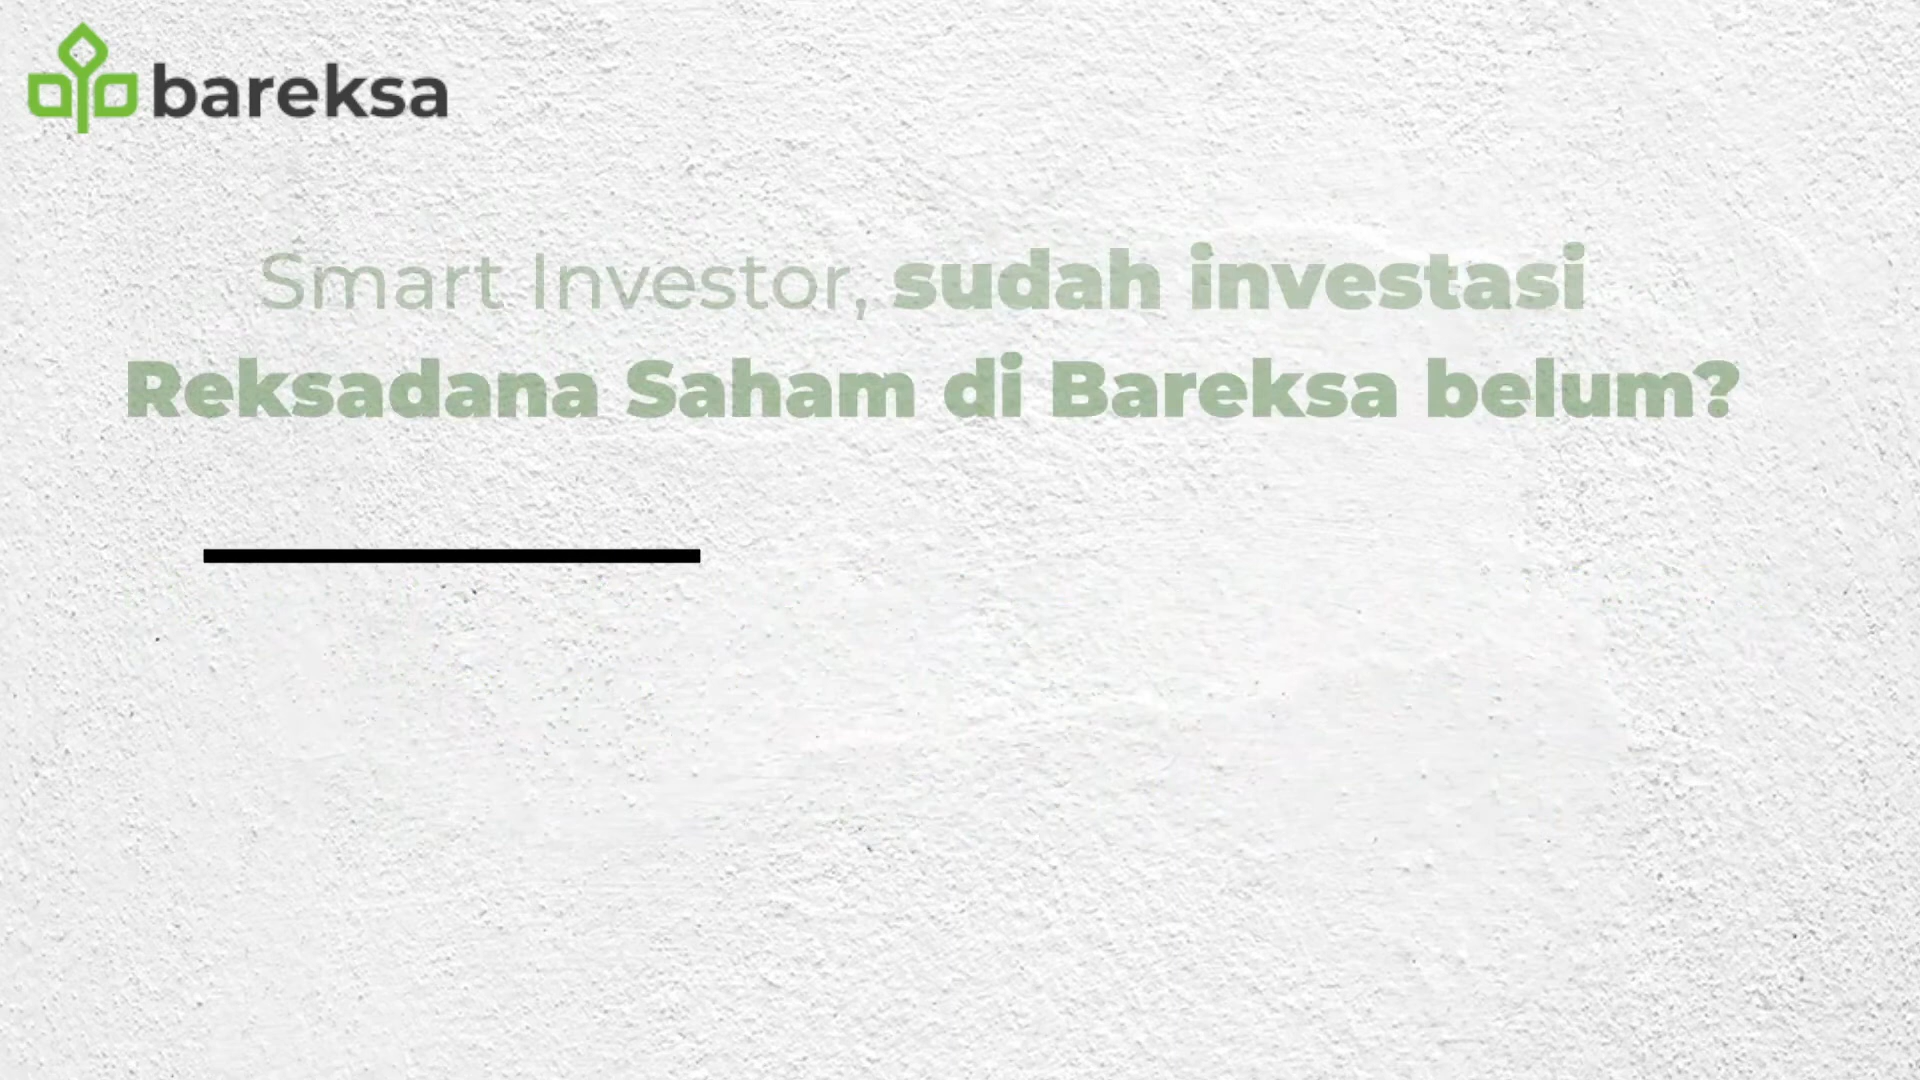 bareksa
Smart Investor, sudah investasi
Reksadana Saham di Bareksa belum?